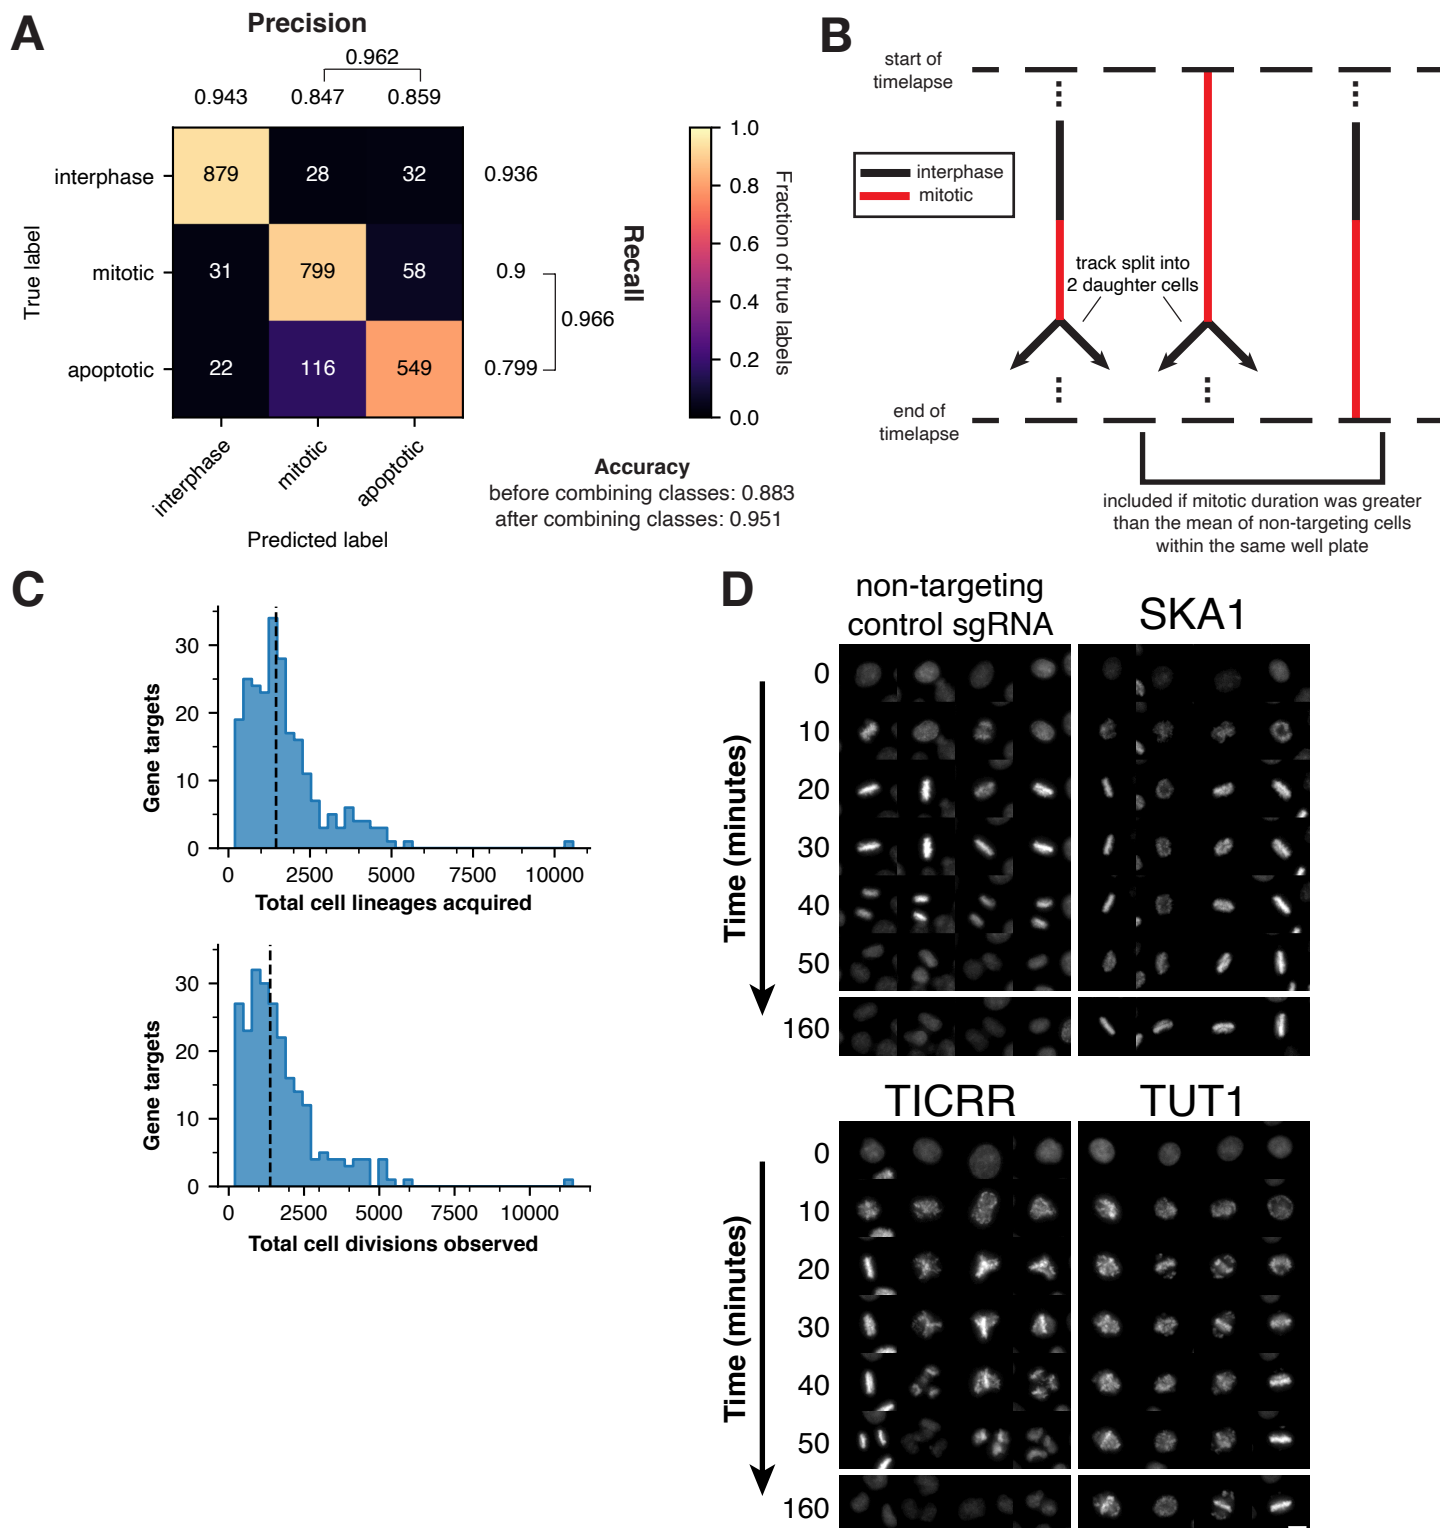 A
Precision
0.962
0.943 0.847 0.859
interphase 879 28 32 0.936
mitotic 31 799 58 0.9
apoptotic 22 116 549 0.799
0.966
True label
Recall
interphase mitotic apoptotic
Predicted label
1.0
0.8
0.6
0.4
0.2
0.0
Fraction of true labels
Accuracy
before combining classes: 0.883
after combining classes: 0.951
B
start of
timelapse
interphase
mitotic
track split into
2 daughter cells
end of
timelapse
included if mitotic duration was greater
than the mean of non-targeting cells
within the same well plate
C
Gene targets
30
20
10
0
0 2500 5000 7500 10000
Total cell lineages acquired
Gene targets
30
20
10
0
0 2500 5000 7500 10000
Total cell divisions observed
D
non-targeting
control sgRNA
SKA1
Time (minutes)
0
10
20
30
40
50
160
TICRR
TUT1
Time (minutes)
0
10
20
30
40
50
160